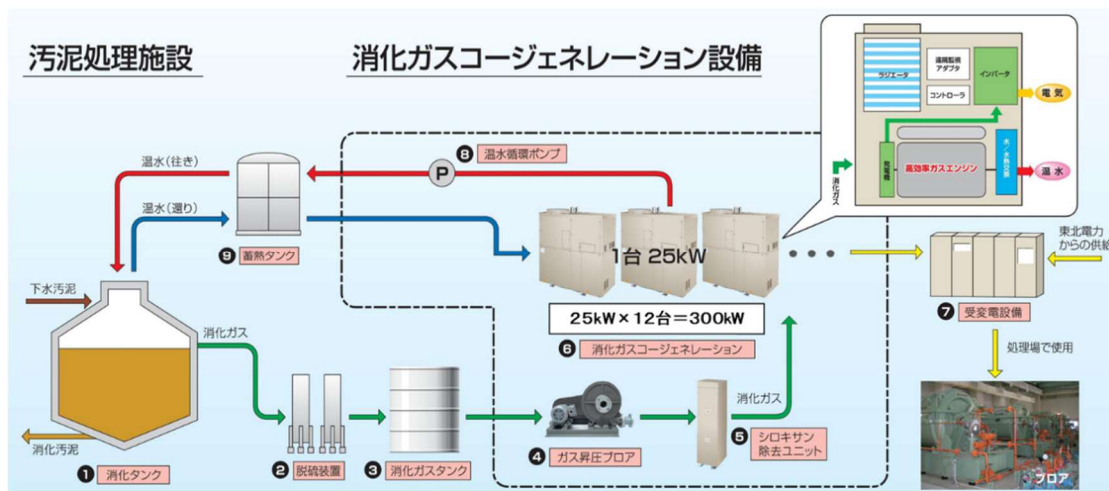 汚泥処理施設
消化ガスコージェネレーション設備
ラジエータ
遠隔監視
アダプタ
コントローラ
インバータ
電気
発電機
高効率ガスエンジン
水/水熱交換
温水
消化ガス
温水(往き)
❽ 温水循環ポンプ
P
温水(還り)
❾ 蓄熱タンク
1台 25kW
東北電力
からの供給
25kW×12台=300kW
❻ 消化ガスコージェネレーション
❼ 受変電設備
処理場で使用
下水汚泥
消化ガス
消化汚泥
❶ 消化タンク
❷ 脱硫装置
❸ 消化ガスタンク
❹ ガス昇圧ブロア
消化ガス
❺ シロキサン
除去ユニット
ブロア